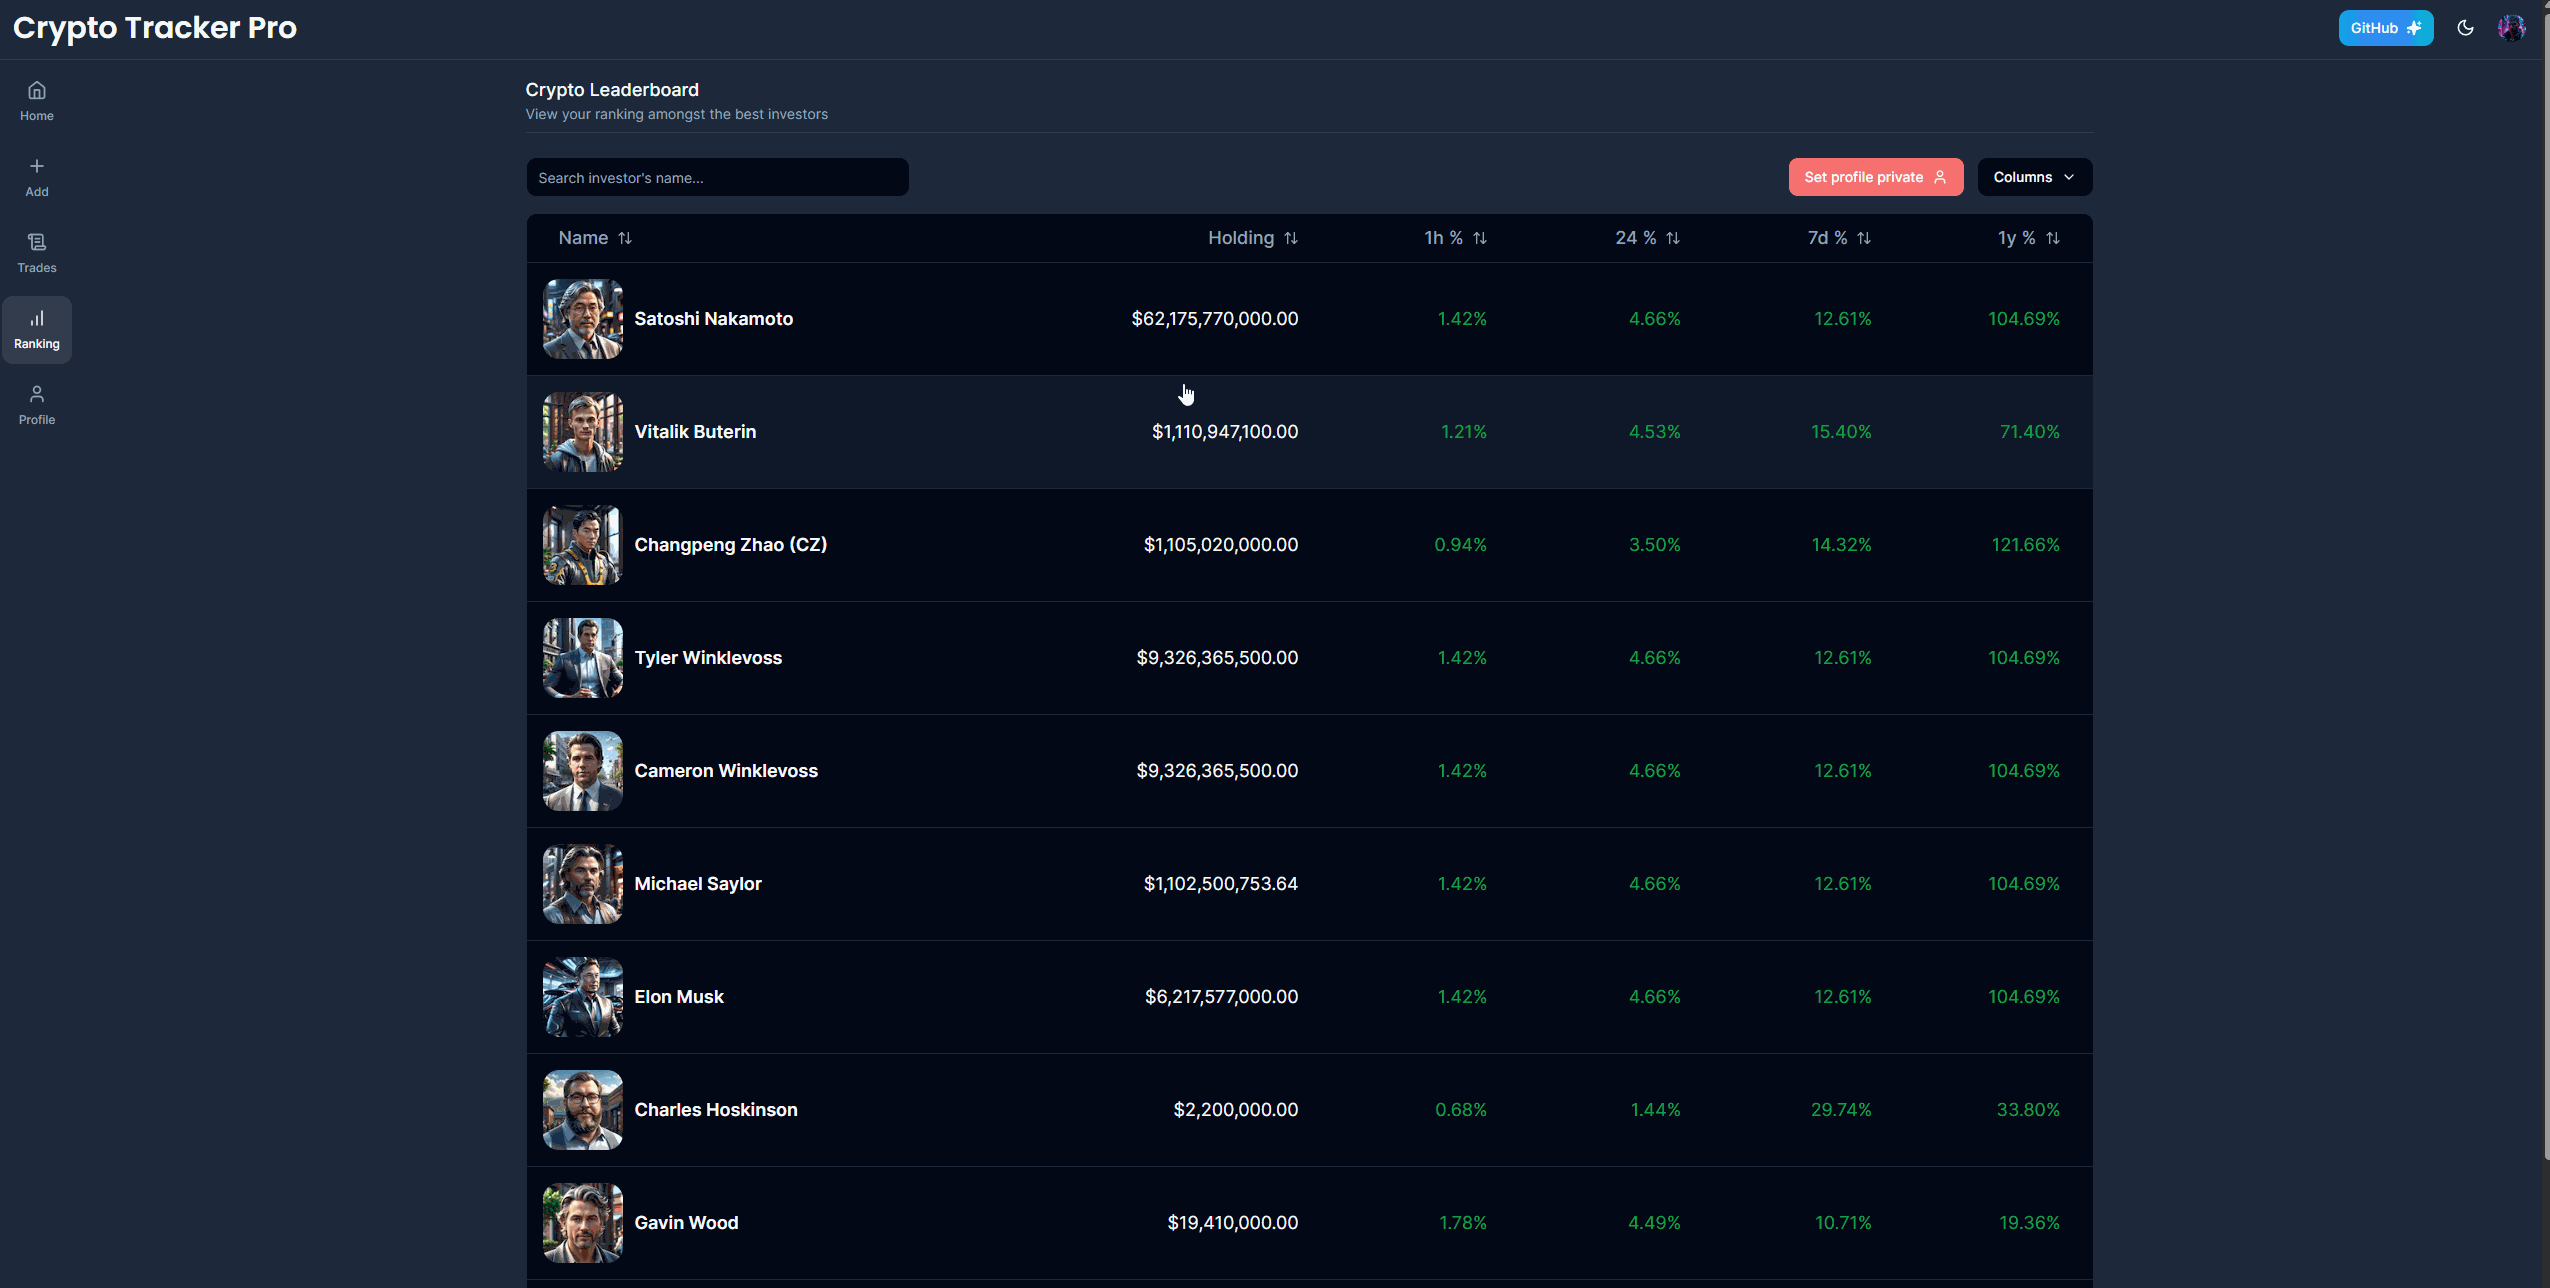 Crypto Tracker Pro
GitHub
Home
Add
Trades
Ranking
Profile
Crypto Leaderboard
View your ranking amongst the best investors
Search investor's name...
Set profile private
Columns
Name Holding 1h % 24 % 7d % 1y %
Satoshi Nakamoto $62,175,770,000.00 1.42% 4.66% 12.61% 104.69%
Vitalik Buterin $1,110,947,100.00 1.21% 4.53% 15.40% 71.40%
Changpeng Zhao (CZ) $1,105,020,000.00 0.94% 3.50% 14.32% 121.66%
Tyler Winklevoss $9,326,365,500.00 1.42% 4.66% 12.61% 104.69%
Cameron Winklevoss $9,326,365,500.00 1.42% 4.66% 12.61% 104.69%
Michael Saylor $1,102,500,753.64 1.42% 4.66% 12.61% 104.69%
Elon Musk $6,217,577,000.00 1.42% 4.66% 12.61% 104.69%
Charles Hoskinson $2,200,000.00 0.68% 1.44% 29.74% 33.80%
Gavin Wood $19,410,000.00 1.78% 4.49% 10.71% 19.36%